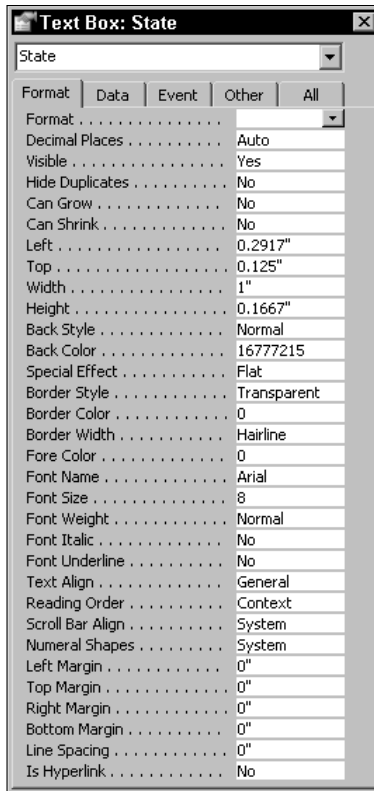 Text Box: State
State
Format Data Event Other All
Format . . . . . . . . . . . . . . .
Decimal Places . . . . . . . . . . Auto
Visible . . . . . . . . . . . . . . . . Yes
Hide Duplicates . . . . . . . . . . No
Can Grow . . . . . . . . . . . . . No
Can Shrink . . . . . . . . . . . . . No
Left . . . . . . . . . . . . . . . . . 0.2917"
Top . . . . . . . . . . . . . . . . . 0.125"
Width . . . . . . . . . . . . . . . . 1"
Height . . . . . . . . . . . . . . . 0.1667"
Back Style . . . . . . . . . . . . . Normal
Back Color . . . . . . . . . . . . . 16777215
Special Effect . . . . . . . . . . . Flat
Border Style . . . . . . . . . . . . Transparent
Border Color . . . . . . . . . . . . 0
Border Width . . . . . . . . . . . Hairline
Fore Color . . . . . . . . . . . . . 0
Font Name . . . . . . . . . . . . . Arial
Font Size . . . . . . . . . . . . . . 8
Font Weight . . . . . . . . . . . . Normal
Font Italic . . . . . . . . . . . . . No
Font Underline . . . . . . . . . . No
Text Align . . . . . . . . . . . . . General
Reading Order . . . . . . . . . . Context
Scroll Bar Align . . . . . . . . . . System
Numeral Shapes . . . . . . . . . System
Left Margin . . . . . . . . . . . . 0"
Top Margin . . . . . . . . . . . . . 0"
Right Margin . . . . . . . . . . . . 0"
Bottom Margin . . . . . . . . . . 0"
Line Spacing . . . . . . . . . . . . 0"
Is Hyperlink . . . . . . . . . . . . No